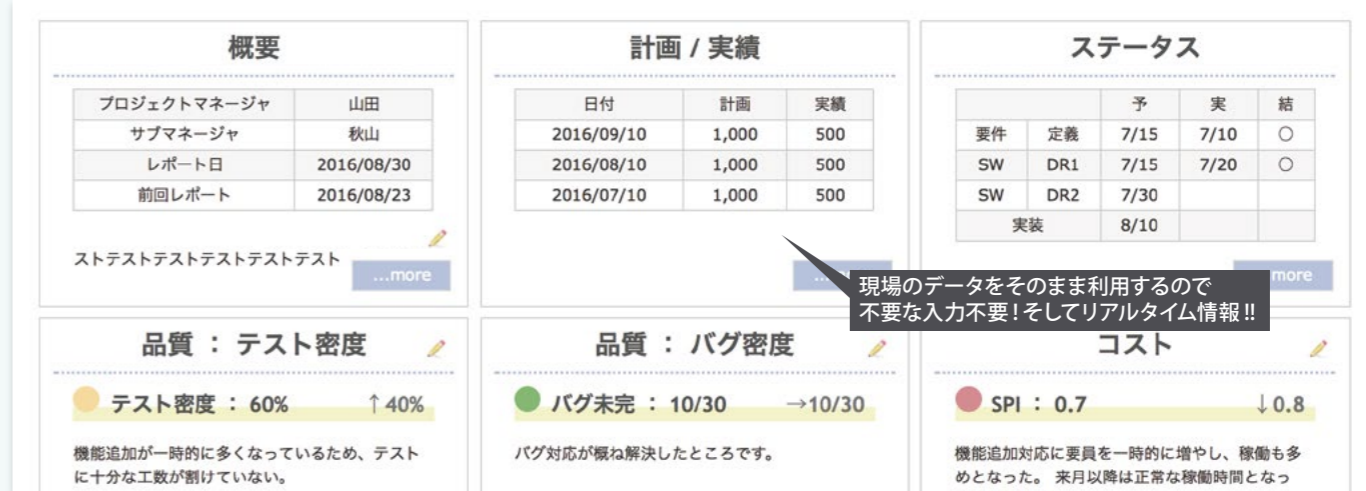 概要
プロジェクトマネージャ 山田
サブマネージャ 秋山
レポート日 2016/08/30
前回レポート 2016/08/23
ストテストテストテストテストテスト
...more
計画 / 実績
日付 計画 実績
2016/09/10 1,000 500
2016/08/10 1,000 500
2016/07/10 1,000 500
ステータス
予 実 結
要件 定義 7/15 7/10 ○
SW DR1 7/15 7/20 ○
SW DR2 7/30
実装 8/10
more
現場のデータをそのまま利用するので
不要な入力不要！そしてリアルタイム情報!!
品質 ： テスト密度
テスト密度 ： 60% ↑40%
機能追加が一時的に多くなっているため、テスト
に十分な工数が割けていない。
品質 ： バグ密度
バグ未完 ： 10/30 →10/30
バグ対応が概ね解決したところです。
コスト
SPI ： 0.7 ↓0.8
機能追加対応に要員を一時的に増やし、稼働も多
めとなった。 来月以降は正常な稼働時間となっ